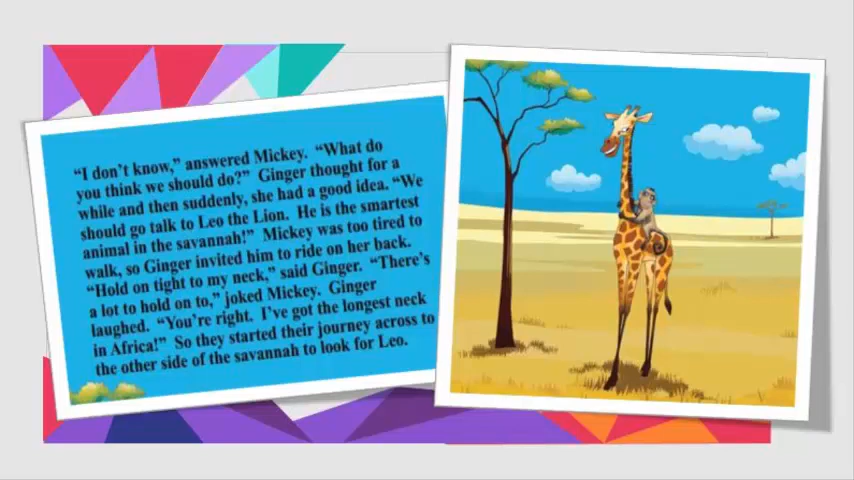 “I don’t know,” answered Mickey.  “What do
you think we should do?”  Ginger thought for a
while and then suddenly, she had a good idea. “We
should go talk to Leo the Lion.  He is the smartest
animal in the savannah!”  Mickey was too tired to
walk, so Ginger invited him to ride on her back.
“Hold on tight to my neck,” said Ginger.  “There’s
a lot to hold on to,” joked Mickey.  Ginger
laughed.  “You’re right.  I’ve got the longest neck
in Africa!”  So they started their journey across to
the other side of the savannah to look for Leo.